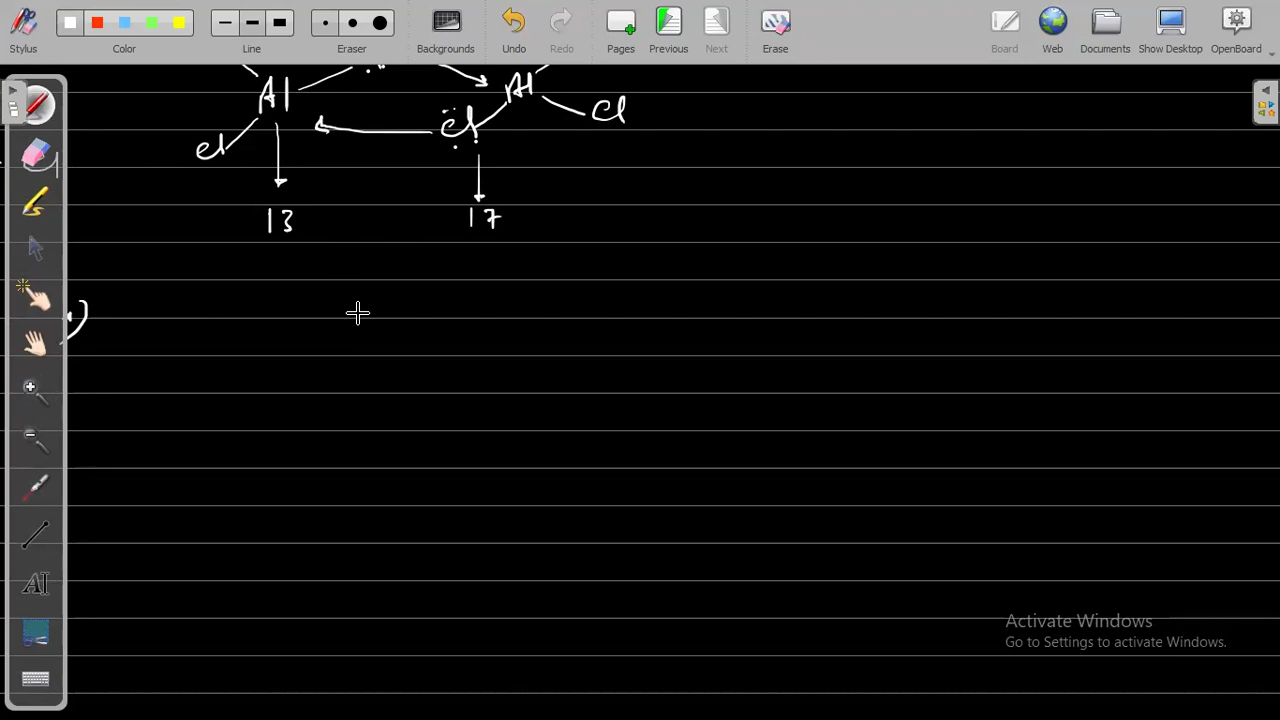 Stylus Color Line Eraser Backgrounds Undo Redo Pages Previous Next Erase Board Web Documents Show Desktop OpenBoard
Al Al
Cl Cl Cl
13 17
)
AI
Activate Windows
Go to Settings to activate Windows.